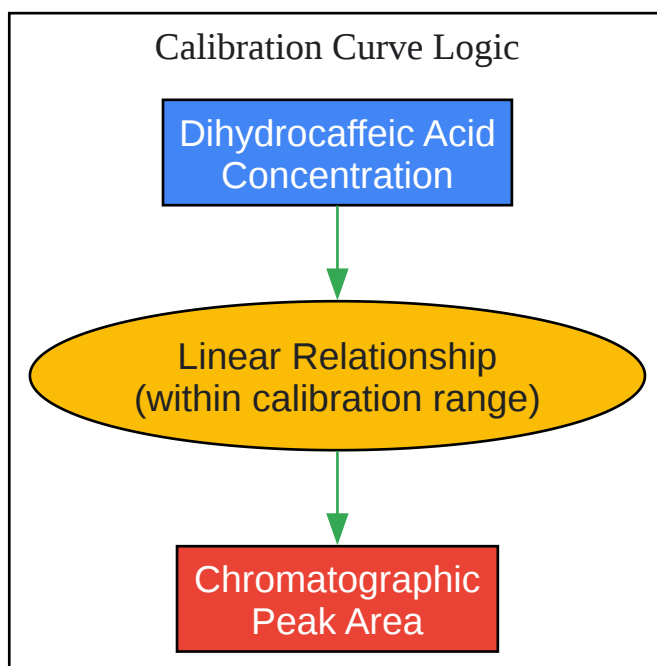 Calibration Curve Logic
Dihydrocaffeic Acid
Concentration
Linear Relationship
(within calibration range)
Chromatographic
Peak Area